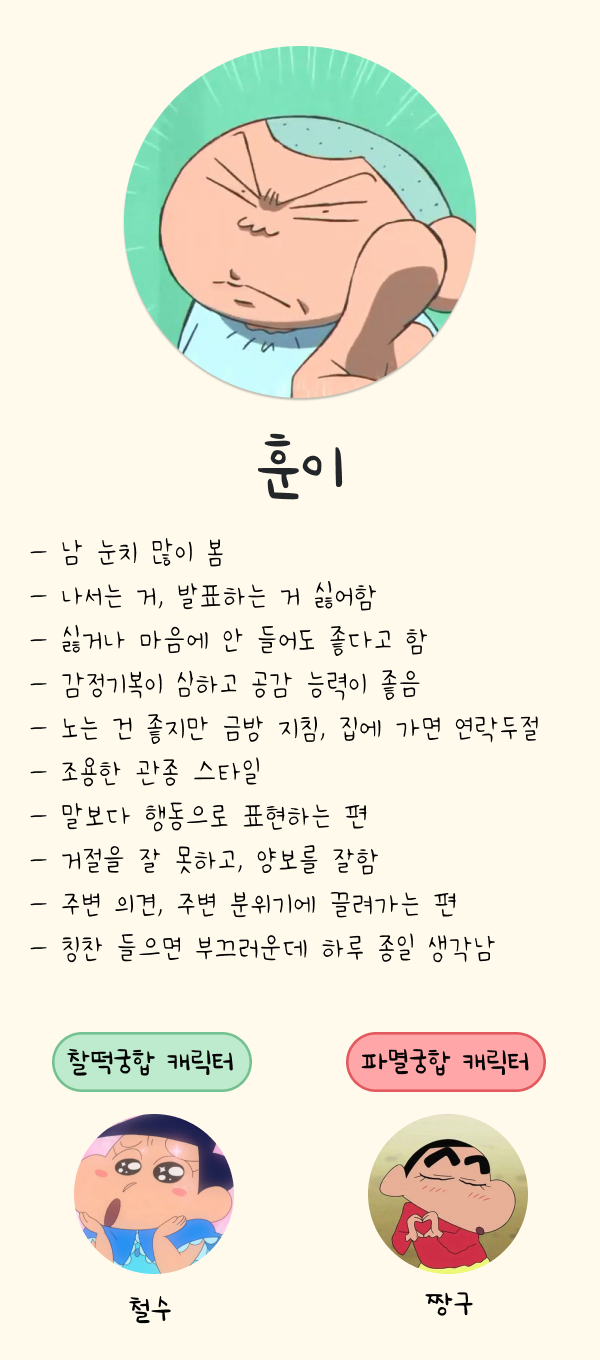 훈이
- 남 눈치 많이 봄
- 나서는 거, 발표하는 거 싫어함
- 싫거나 마음에 안 들어도 좋다고 함
- 감정기복이 심하고 공감 능력이 좋음
- 노는 건 좋지만 금방 지침, 집에 가면 연락두절
- 조용한 관종 스타일
- 말보다 행동으로 표현하는 편
- 거절을 잘 못하고, 양보를 잘함
- 주변 의견, 주변 분위기에 끌려가는 편
- 칭찬 들으면 부끄러운데 하루 종일 생각남
찰떡궁합 캐릭터 파멸궁합 캐릭터
철수 짱구